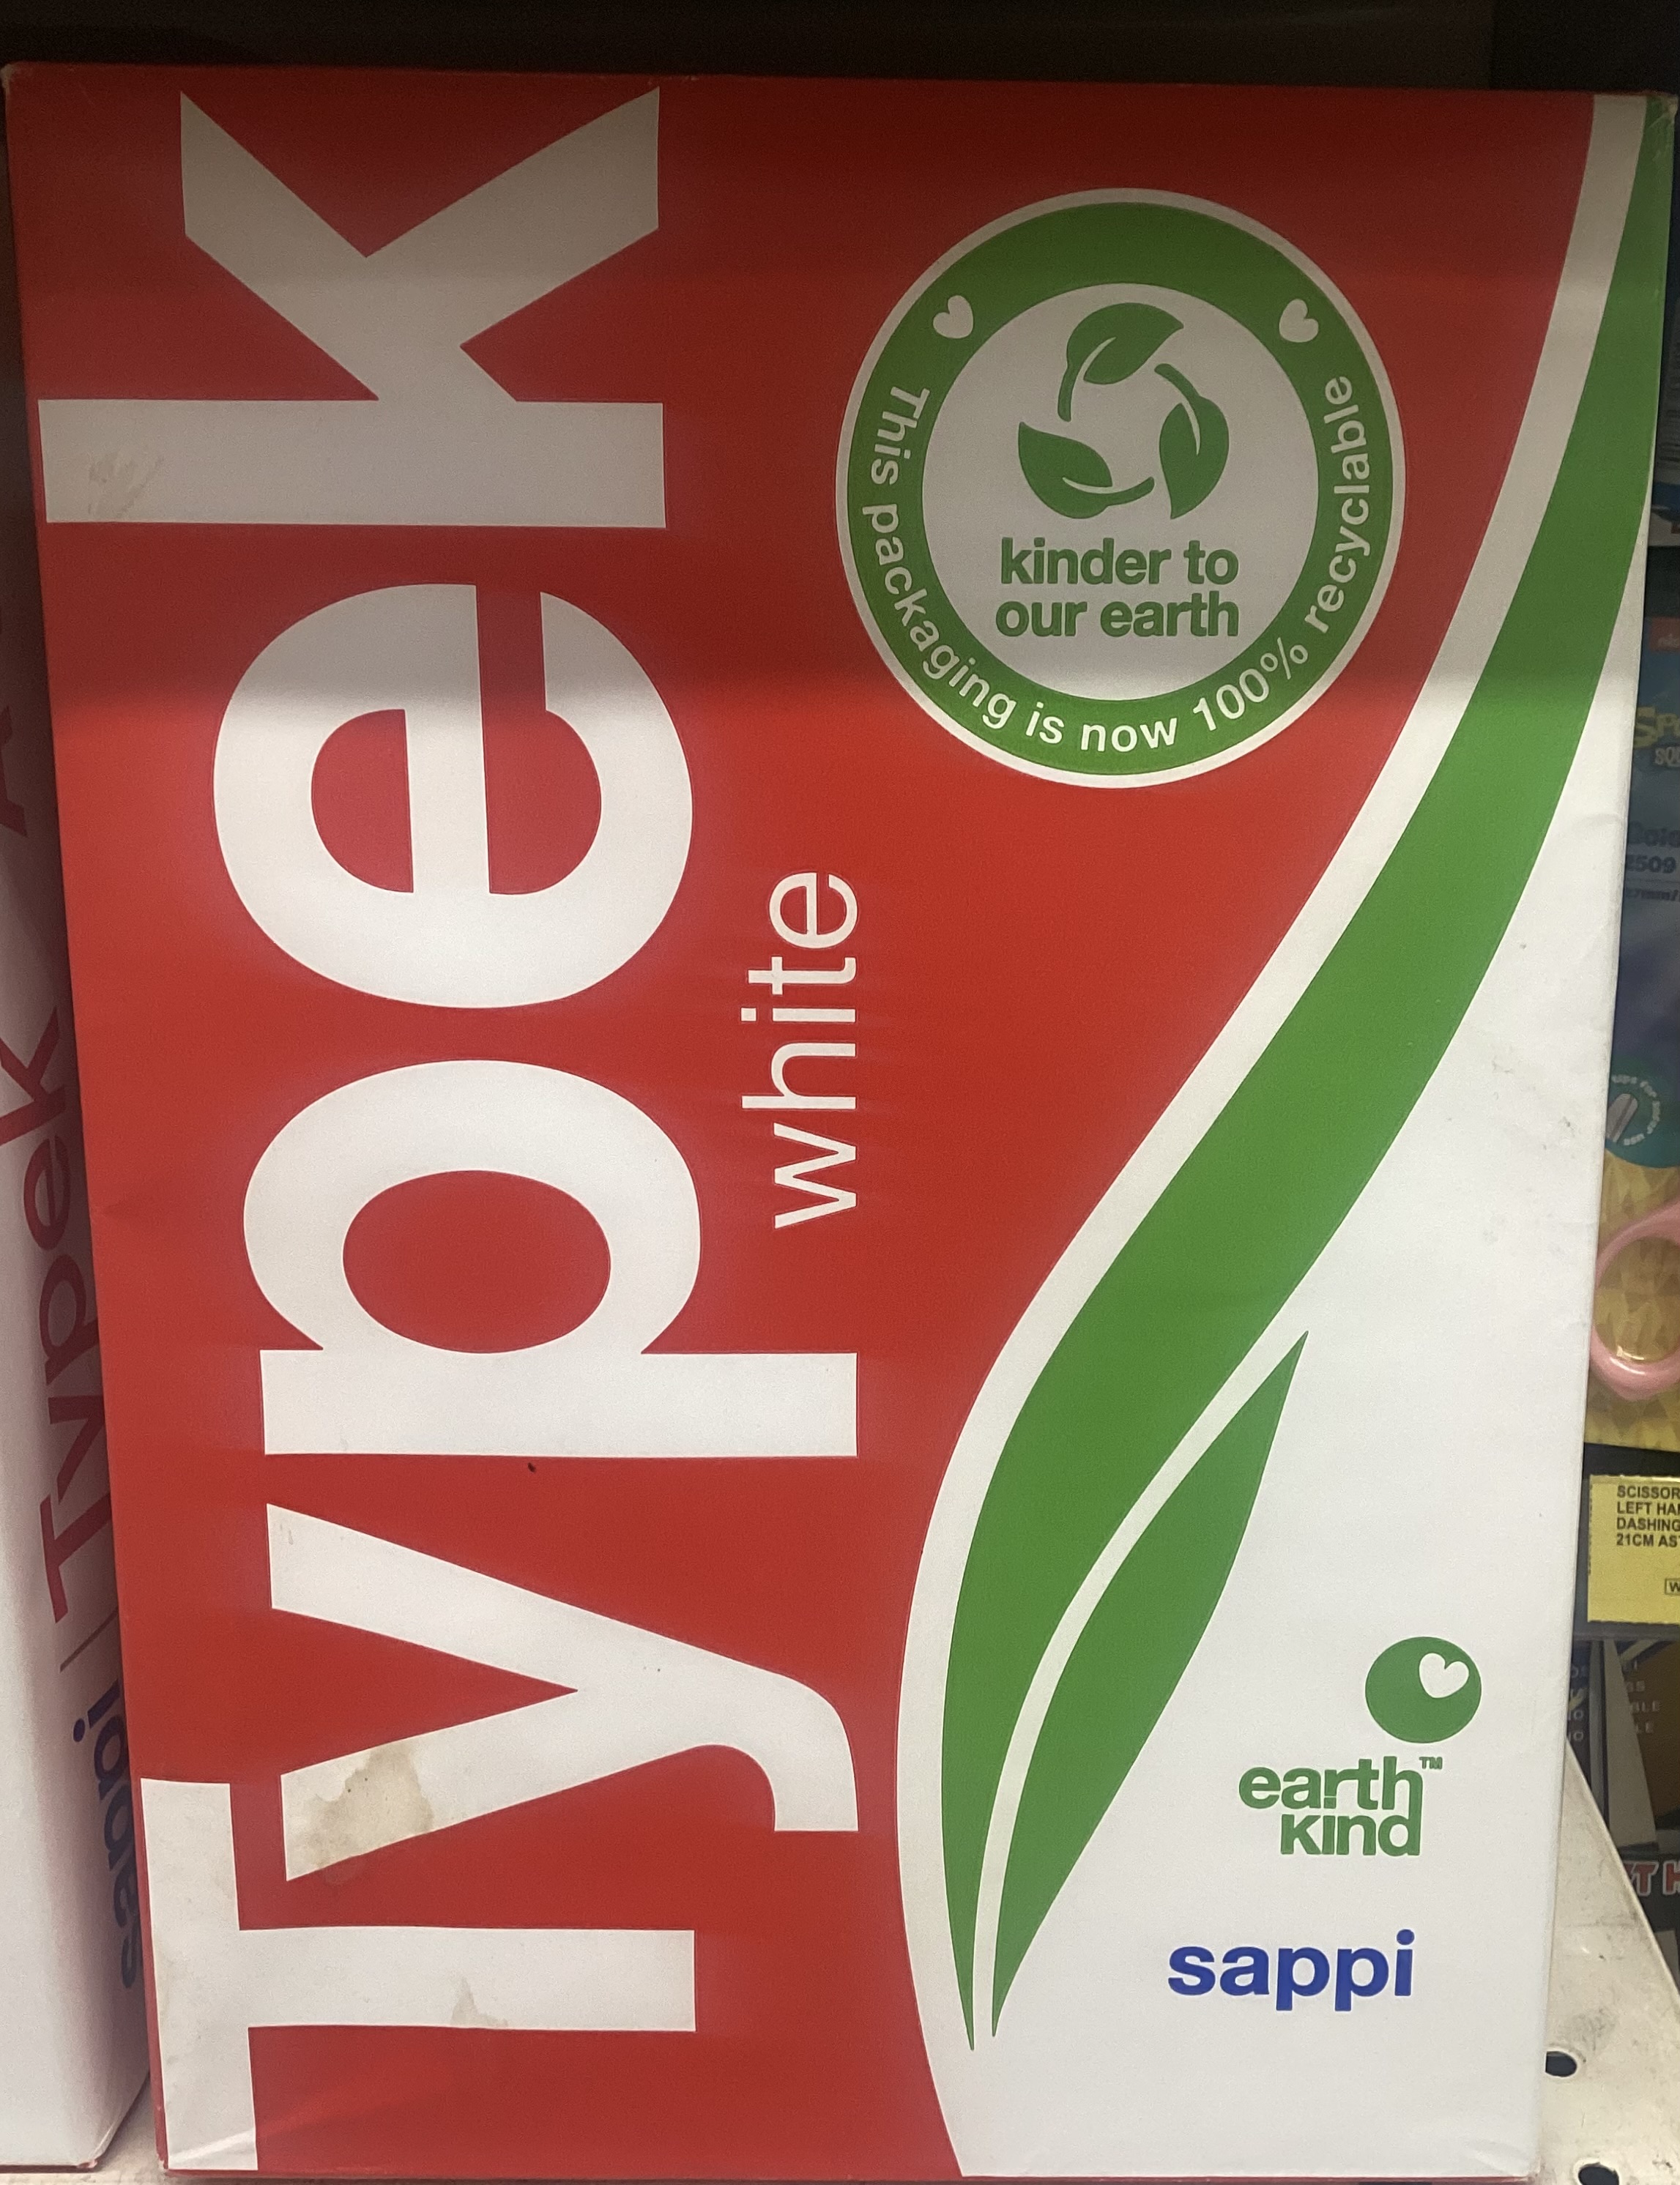 Typek
white
This packaging is now 100% recyclable
kinder to
our earth
earth
kind
TM
sappi
Typek
sappi
SCISSOR
LEFT HA
DASHING
21CM AS